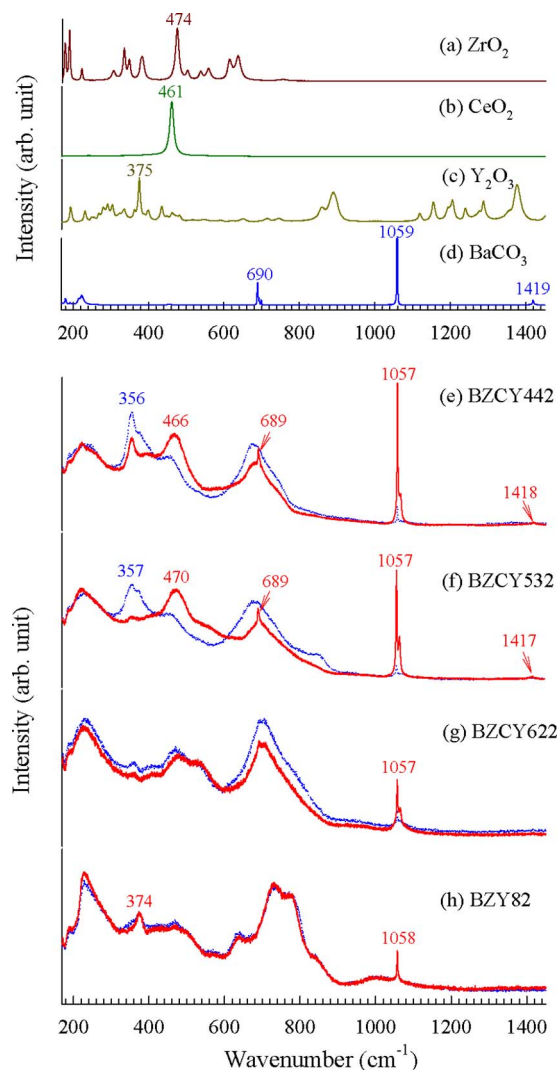 474
(a) ZrO₂
461
(b) CeO₂
375
(c) Y₂O₃
1059
(d) BaCO₃
690
1419
Intensity (arb. unit)
200 400 600 800 1000 1200 1400
1057
(e) BZCY442
356
466
689
1418
1057
(f) BZCY532
357
470
689
1417
(g) BZCY622
1057
(h) BZY82
374
1058
Intensity (arb. unit)
200 400 600 800 1000 1200 1400
Wavenumber (cm⁻¹)